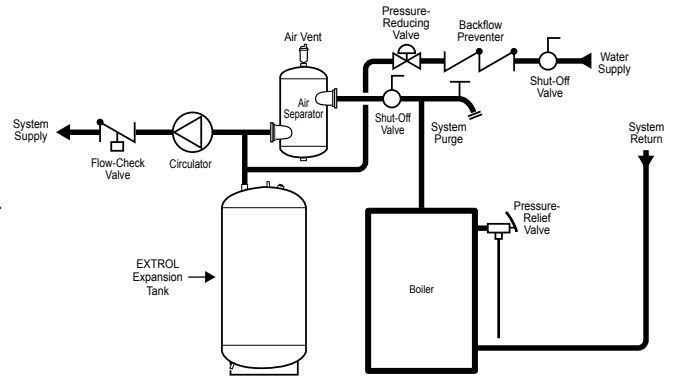 Pressure-
Reducing
Valve
Backflow
Preventer
Air Vent
Water
Supply
Shut-Off
Valve
Air
Separator
Shut-Off
Valve
System
Purge
System
Supply
System
Return
Flow-Check
Valve
Circulator
Pressure-
Relief
Valve
EXTROL
Expansion
Tank
Boiler